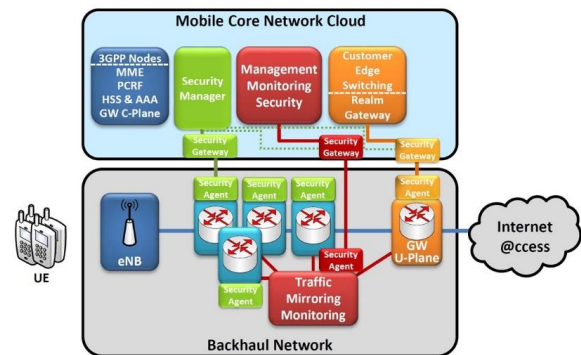 Mobile Core Network Cloud
3GPP Nodes
MME
PCRF
HSS & AAA
GW C-Plane
Security
Manager
Management
Monitoring
Security
Customer
Edge
Switching
Realm
Gateway
Security
Gateway
Security
Gateway
Security
Gateway
Security
Agent
Security
Agent
Security
Agent
Security
Agent
UE
eNB
GW
U-Plane
Internet
@ccess
Security
Agent
Security
Agent
Traffic
Mirroring
Monitoring
Backhaul Network